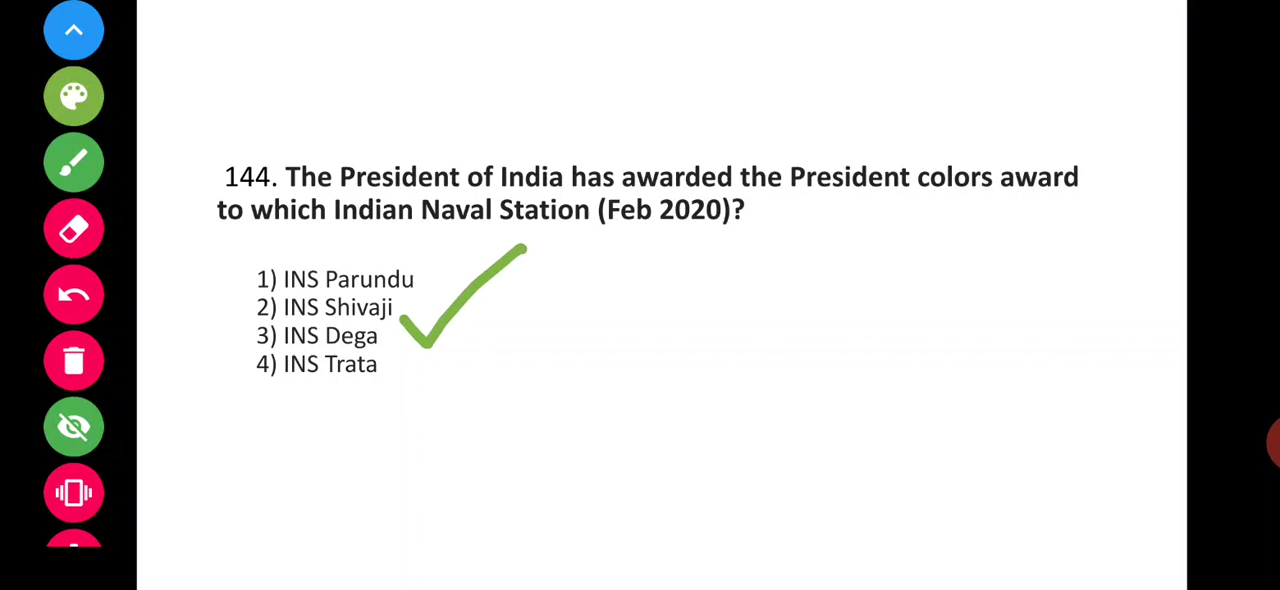 144. The President of India has awarded the President colors award
to which Indian Naval Station (Feb 2020)?
1) INS Parundu
2) INS Shivaji
3) INS Dega
4) INS Trata